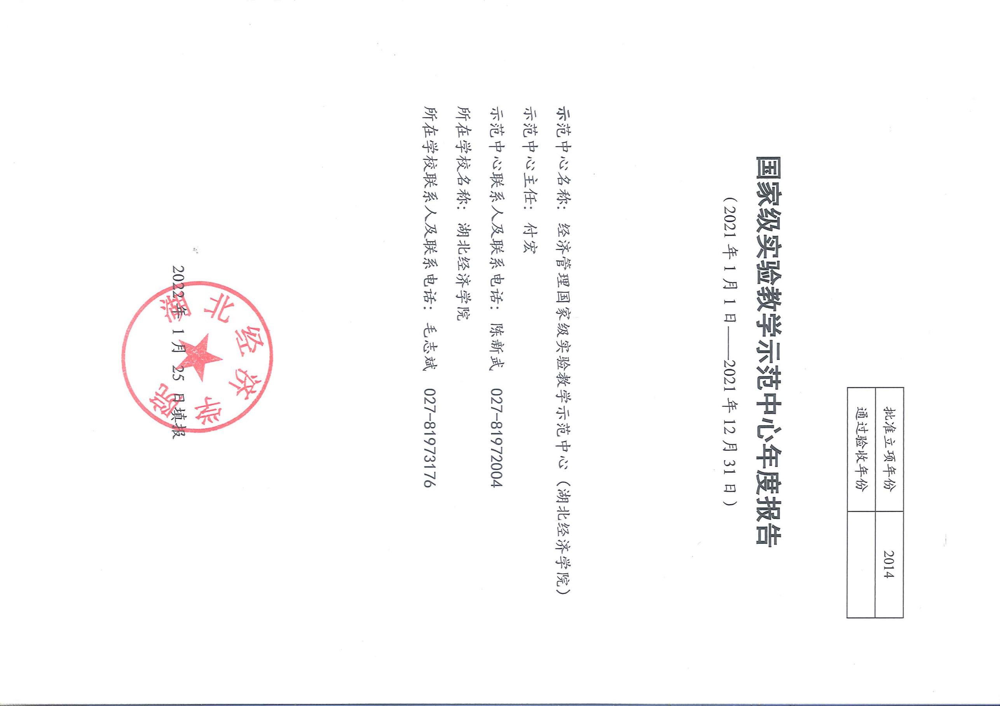 批准立项年份 2014
通过验收年份
国家级实验教学示范中心年度报告
（2021 年 1 月 1 日——2021 年 12 月 31 日）
示范中心名称： 经济管理国家级实验教学示范中心（湖北经济学院）
示范中心主任： 付宏
示范中心联系人及联系电话： 陈新武 027-81972004
所在学校名称： 湖北经济学院
所在学校联系人及联系电话： 毛志斌 027-81973176
湖北经济学院
2022 年 1 月 25 日填报